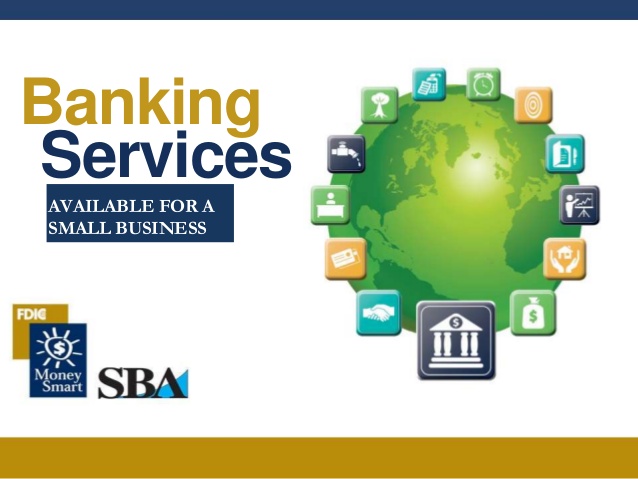 Banking
Services
AVAILABLE FOR A
SMALL BUSINESS
FDIC
Money
Smart
SBA